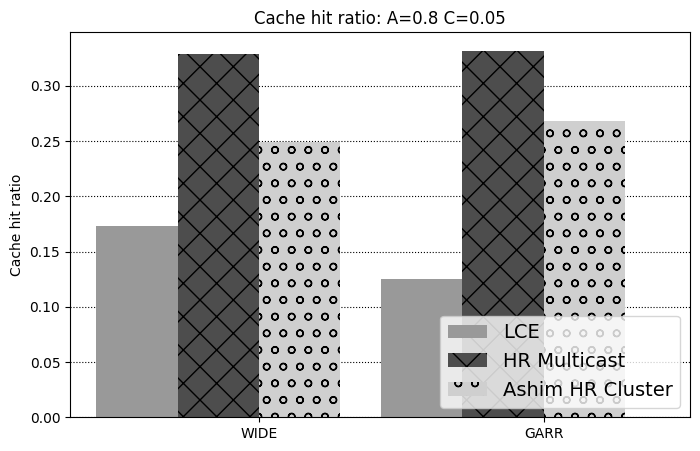 Cache hit ratio: A=0.8 C=0.05
Cache hit ratio
0.30
0.25
0.20
0.15
0.10
0.05
0.00
WIDE
GARR
LCE
HR Multicast
Ashim HR Cluster